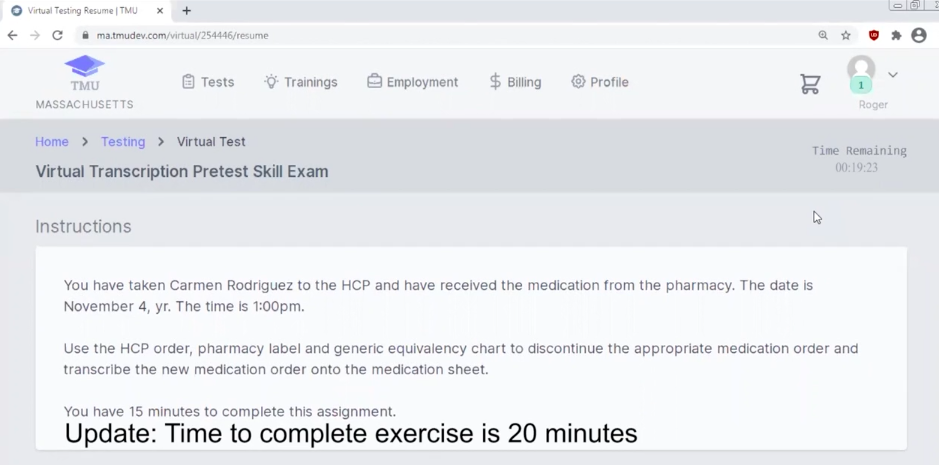 Virtual Testing Resume | TMU
ma.tmudev.com/virtual/254446/resume
TMU
MASSACHUSETTS
Tests
Trainings
Employment
Billing
Profile
1
Roger
Home > Testing > Virtual Test
Virtual Transcription Pretest Skill Exam
Time Remaining
00:19:23
Instructions
You have taken Carmen Rodriguez to the HCP and have received the medication from the pharmacy. The date is
November 4, yr. The time is 1:00pm.
Use the HCP order, pharmacy label and generic equivalency chart to discontinue the appropriate medication order and
transcribe the new medication order onto the medication sheet.
You have 15 minutes to complete this assignment.
Update: Time to complete exercise is 20 minutes